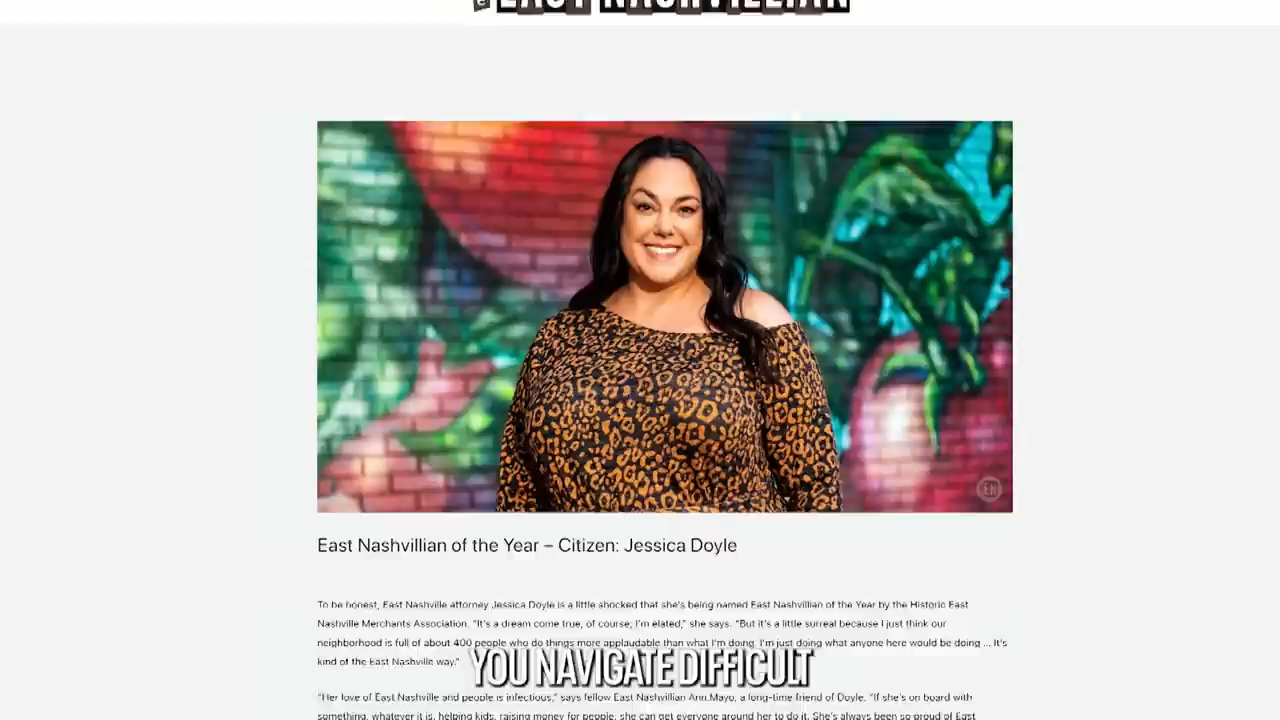 EAST NASHVILLIAN
EN
East Nashvillian of the Year – Citizen: Jessica Doyle
To be honest, East Nashville attorney Jessica Doyle is a little shocked that she's being named East Nashvillian of the Year by the Historic East
Nashville Merchants Association. "It's a dream come true, of course, I'm elated," she says. "But it's a little surreal because I just think our
neighborhood is full of about 400 people who do things more applaudable than what I'm doing. I'm just doing what anyone here would be doing ... It's
kind of the East Nashville way."
YOU NAVIGATE DIFFICULT
"Her love of East Nashville and people is infectious," says fellow East Nashvillian Ann Mayo, a long-time friend of Doyle. "If she's on board with
something, whatever it is, helping kids, raising money for people, she can get everyone around her to do it. She's always been so proud of East